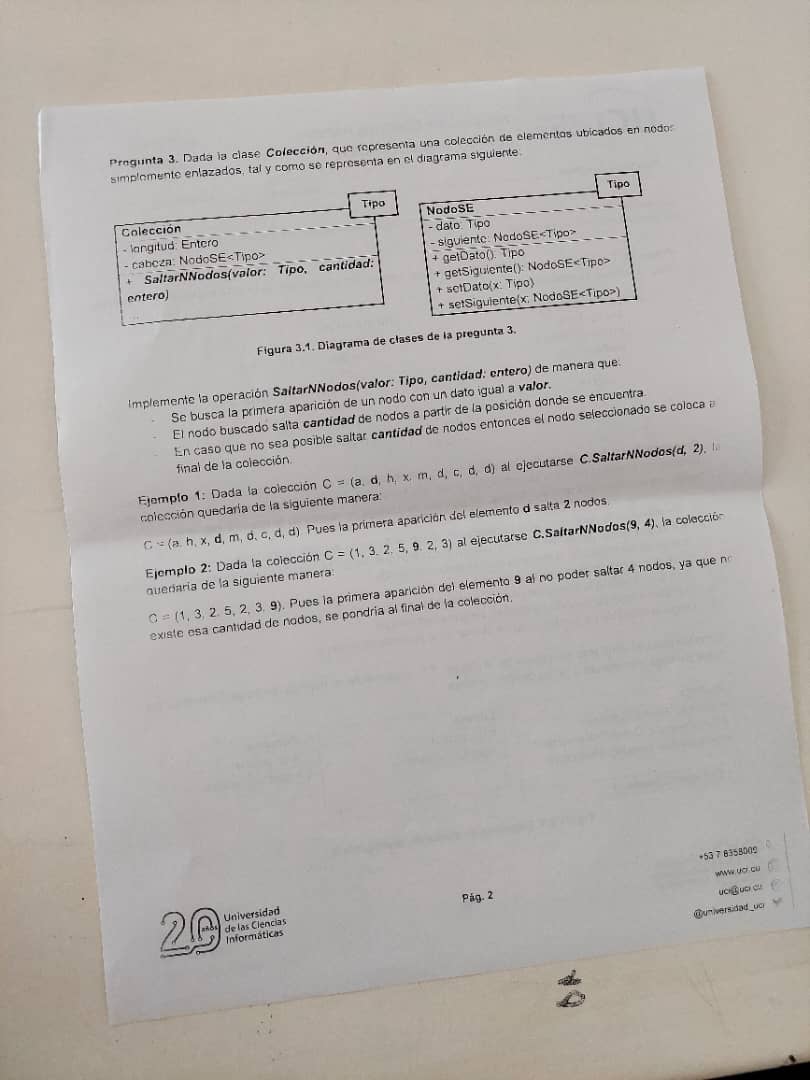 Pregunta 3. Dada la clase Colección, que representa una colección de elementos ubicados en nodos
simplemente enlazados, tal y como se representa en el diagrama siguiente.
Tipo
Colección
- longitud: Entero
- cabeza: NodoSE<Tipo>
+ SaltarNNodos(valor: Tipo, cantidad:
entero)
...
Tipo
NodoSE
- dato: Tipo
- siguiente: NodoSE<Tipo>
+ getDato(): Tipo
+ getSiguiente(): NodoSE<Tipo>
+ setDato(x: Tipo)
+ setSiguiente(x: NodoSE<Tipo>)
Figura 3.1. Diagrama de clases de la pregunta 3.
Implemente la operación SaltarNNodos(valor: Tipo, cantidad: entero) de manera que:
- Se busca la primera aparición de un nodo con un dato igual a valor.
- El nodo buscado salta cantidad de nodos a partir de la posición donde se encuentra.
- En caso que no sea posible saltar cantidad de nodos entonces el nodo seleccionado se coloca a
final de la colección.
Ejemplo 1: Dada la colección C = (a, d, h, x, m, d, c, d, d) al ejecutarse C.SaltarNNodos(d, 2), la
colección quedaría de la siguiente manera:
C = (a, h, x, d, m, d, c, d, d). Pues la primera aparición del elemento d salta 2 nodos.
Ejemplo 2: Dada la colección C = (1, 3, 2, 5, 9, 2, 3) al ejecutarse C.SaltarNNodos(9, 4), la colección
quedaría de la siguiente manera:
C = (1, 3, 2, 5, 2, 3, 9). Pues la primera aparición del elemento 9 al no poder saltar 4 nodos, ya que no
existe esa cantidad de nodos, se pondría al final de la colección.
+53 7 8358009
www.uci.cu
uci@uci.cu
@universidad_uci
Pág. 2
20 AÑOS
Universidad
de las Ciencias
Informáticas